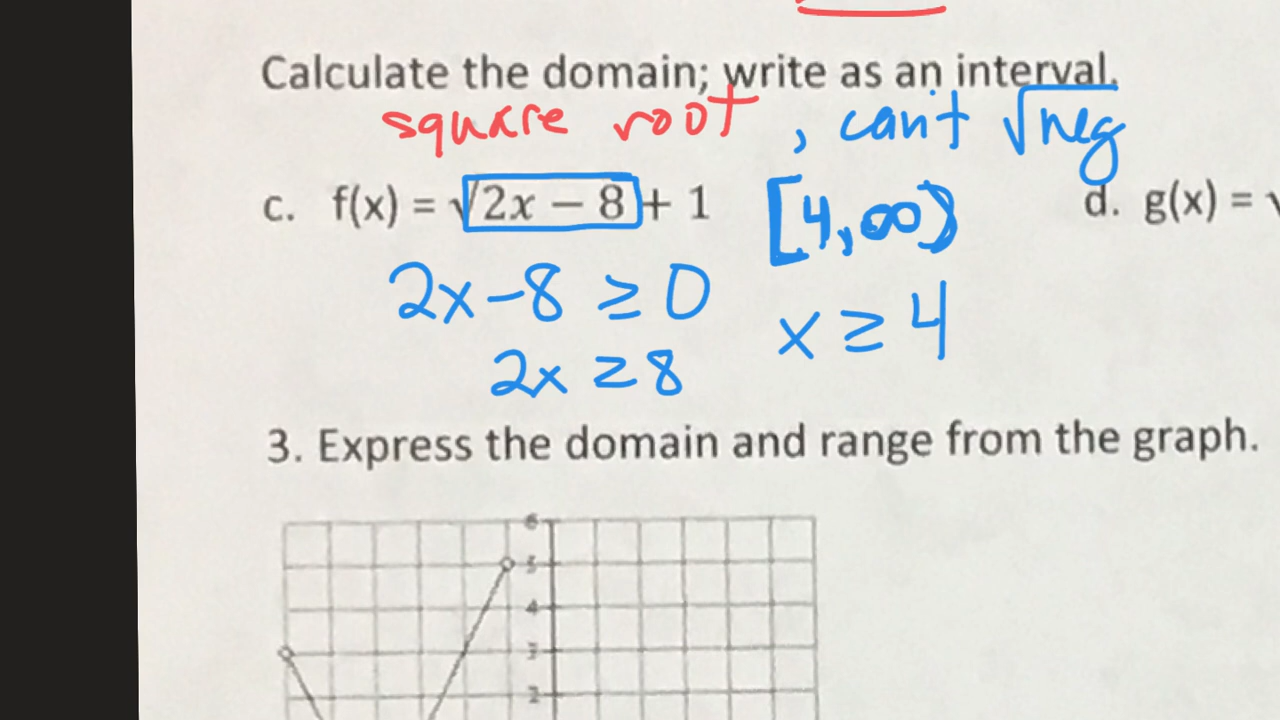 Calculate the domain; write as an interval.
square root, can't √neg
c. f(x) = √2x − 8 + 1 [4,∞) d. g(x) = √
2x−8 ≥ 0 x ≥ 4
2x ≥ 8
3. Express the domain and range from the graph.
6
5
4
3
2